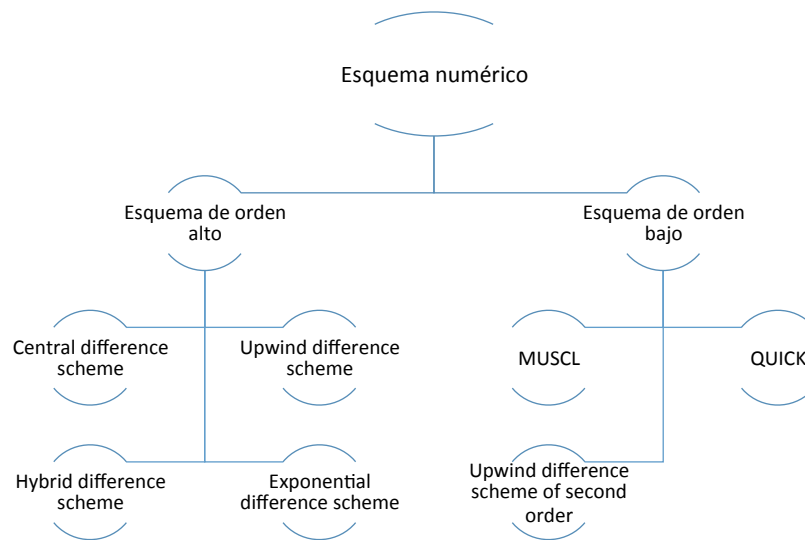 Esquema numérico
Esquema de orden
alto
Esquema de orden
bajo
Central difference
scheme
Upwind difference
scheme
MUSCL
QUICK
Hybrid difference
scheme
Exponential
difference scheme
Upwind difference
scheme of second
order